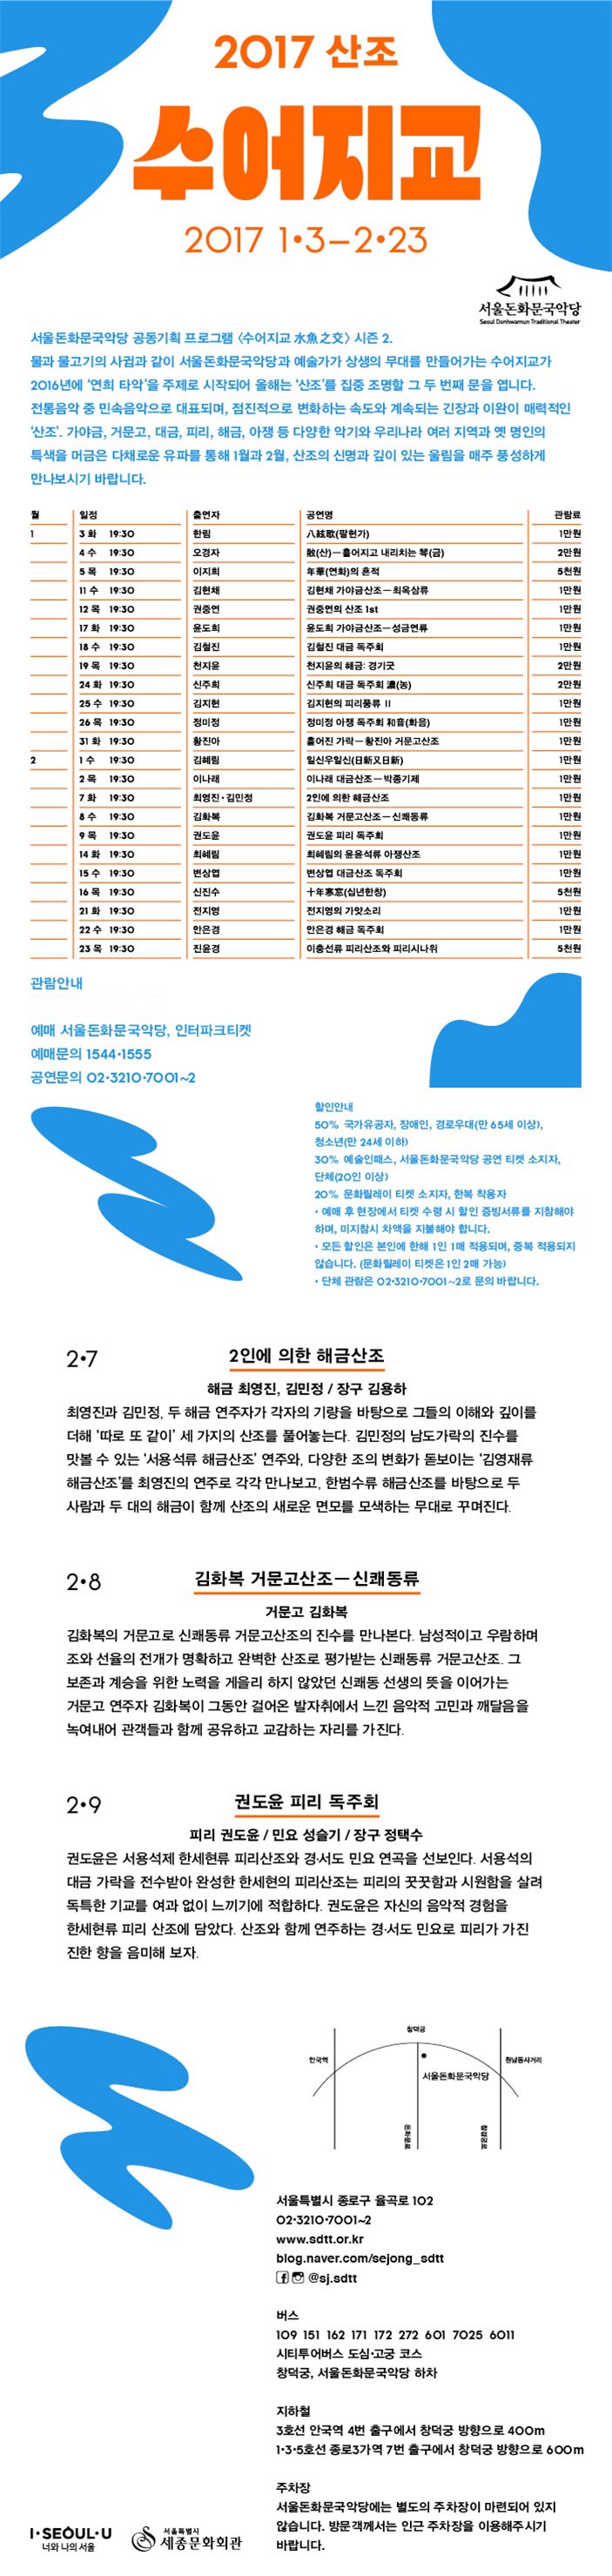 2017 산조
수어지교
2017 1•3–2•23
서울돈화문국악당
Seoul Donhwamun Traditional Theater
서울돈화문국악당 공동기획 프로그램 〈수어지교 水魚之交〉 시즌 2.
물과 물고기의 사귐과 같이 서울돈화문국악당과 예술가가 상생의 무대를 만들어가는 수어지교가
2016년에 ‘연희 타악’을 주제로 시작되어 올해는 ‘산조’를 집중 조명할 그 두 번째 문을 엽니다.
전통음악 중 민속음악으로 대표되며, 점진적으로 변화하는 속도와 계속되는 긴장과 이완이 매력적인
‘산조’. 가야금, 거문고, 대금, 피리, 해금, 아쟁 등 다양한 악기와 우리나라 여러 지역과 옛 명인의
특색을 머금은 다채로운 유파를 통해 1월과 2월, 산조의 신명과 깊이 있는 울림을 매주 풍성하게
만나보시기 바랍니다.
월 일정 출연자 공연명 관람료
1 3 화 19:30 한림 八絃歌(팔현가) 1만원
4 수 19:30 오경자 散(산)—흩어지고 내리치는 琴(금) 2만원
5 목 19:30 이지희 年華(연화)의 흔적 5천원
11 수 19:30 김현채 김현채 가야금산조—최옥삼류 1만원
12 목 19:30 권중연 권중연의 산조 1st 1만원
17 화 19:30 윤도희 윤도희 가야금산조—성금연류 1만원
18 수 19:30 김철진 김철진 대금 독주회 1만원
19 목 19:30 천지윤 천지윤의 해금: 경기굿 2만원
24 화 19:30 신주희 신주희 대금 독주회 濃(농) 2만원
25 수 19:30 김지현 김지현의 피리풍류 II 1만원
26 목 19:30 정미정 정미정 아쟁 독주회 和音(화음) 1만원
31 화 19:30 황진아 흩어진 가락—황진아 거문고산조 1만원
2 1 수 19:30 김혜림 일신우일신(日新又日新) 1만원
2 목 19:30 이나래 이나래 대금산조—박종기제 1만원
7 화 19:30 최영진·김민정 2인에 의한 해금산조 1만원
8 수 19:30 김화복 김화복 거문고산조—신쾌동류 1만원
9 목 19:30 권도윤 권도윤 피리 독주회 1만원
14 화 19:30 최혜림 최혜림의 윤윤석류 아쟁산조 1만원
15 수 19:30 변상엽 변상엽 대금산조 독주회 1만원
16 목 19:30 신진수 十年寒窓(십년한창) 5천원
21 화 19:30 전지영 전지영의 가얏소리 1만원
22 수 19:30 안은경 안은경 해금 독주회 1만원
23 목 19:30 진윤경 이충선류 피리산조와 피리시나위 5천원
관람안내
예매 서울돈화문국악당, 인터파크티켓
예매문의 1544•1555
공연문의 02•3210•7001~2
할인안내
50% 국가유공자, 장애인, 경로우대(만 65세 이상),
청소년(만 24세 이하)
30% 예술인패스, 서울돈화문국악당 공연 티켓 소지자,
단체(20인 이상)
20% 문화릴레이 티켓 소지자, 한복 착용자
• 예매 후 현장에서 티켓 수령 시 할인 증빙서류를 지참해야
하며, 미지참시 차액을 지불해야 합니다.
• 모든 할인은 본인에 한해 1인 1매 적용되며, 중복 적용되지
않습니다. (문화릴레이 티켓은 1인 2매 가능)
• 단체 관람은 02•3210•7001~2로 문의 바랍니다.
2•7 2인에 의한 해금산조
해금 최영진, 김민정 / 장구 김용하
최영진과 김민정, 두 해금 연주자가 각자의 기량을 바탕으로 그들의 이해와 깊이를
더해 ‘따로 또 같이’ 세 가지의 산조를 풀어놓는다. 김민정의 남도가락의 진수를
맛볼 수 있는 ‘서용석류 해금산조’ 연주와, 다양한 조의 변화가 돋보이는 ‘김영재류
해금산조’를 최영진의 연주로 각각 만나보고, 한범수류 해금산조를 바탕으로 두
사람과 두 대의 해금이 함께 산조의 새로운 면모를 모색하는 무대로 꾸며진다.
2•8 김화복 거문고산조—신쾌동류
거문고 김화복
김화복의 거문고로 신쾌동류 거문고산조의 진수를 만나본다. 남성적이고 우람하며
조와 선율의 전개가 명확하고 완벽한 산조로 평가받는 신쾌동류 거문고산조. 그
보존과 계승을 위한 노력을 게을리 하지 않았던 신쾌동 선생의 뜻을 이어가는
거문고 연주자 김화복이 그동안 걸어온 발자취에서 느낀 음악적 고민과 깨달음을
녹여내어 관객들과 함께 공유하고 교감하는 자리를 가진다.
2•9 권도윤 피리 독주회
피리 권도윤 / 민요 성슬기 / 장구 정택수
권도윤은 서용석제 한세현류 피리산조와 경·서도 민요 연곡을 선보인다. 서용석의
대금 가락을 전수받아 완성한 한세현의 피리산조는 피리의 꿋꿋함과 시원함을 살려
독특한 기교를 여과 없이 느끼기에 적합하다. 권도윤은 자신의 음악적 경험을
한세현류 피리 산조에 담았다. 산조와 함께 연주하는 경·서도 민요로 피리가 가진
진한 향을 음미해 보자.
창덕궁
안국역
원남동사거리
서울돈화문국악당
돈화문로
창경궁로
서울특별시 종로구 율곡로 102
02•3210•7001~2
www.sdtt.or.kr
blog.naver.com/sejong_sdtt
@sj.sdtt
버스
109 151 162 171 172 272 601 7025 6011
시티투어버스 도심•고궁 코스
창덕궁, 서울돈화문국악당 하차
지하철
3호선 안국역 4번 출구에서 창덕궁 방향으로 400m
1•3•5호선 종로3가역 7번 출구에서 창덕궁 방향으로 600m
주차장
서울돈화문국악당에는 별도의 주차장이 마련되어 있지
않습니다. 방문객께서는 인근 주차장을 이용해주시기
바랍니다.
I•SEOUL•U
너와 나의 서울
서울특별시
세종문화회관